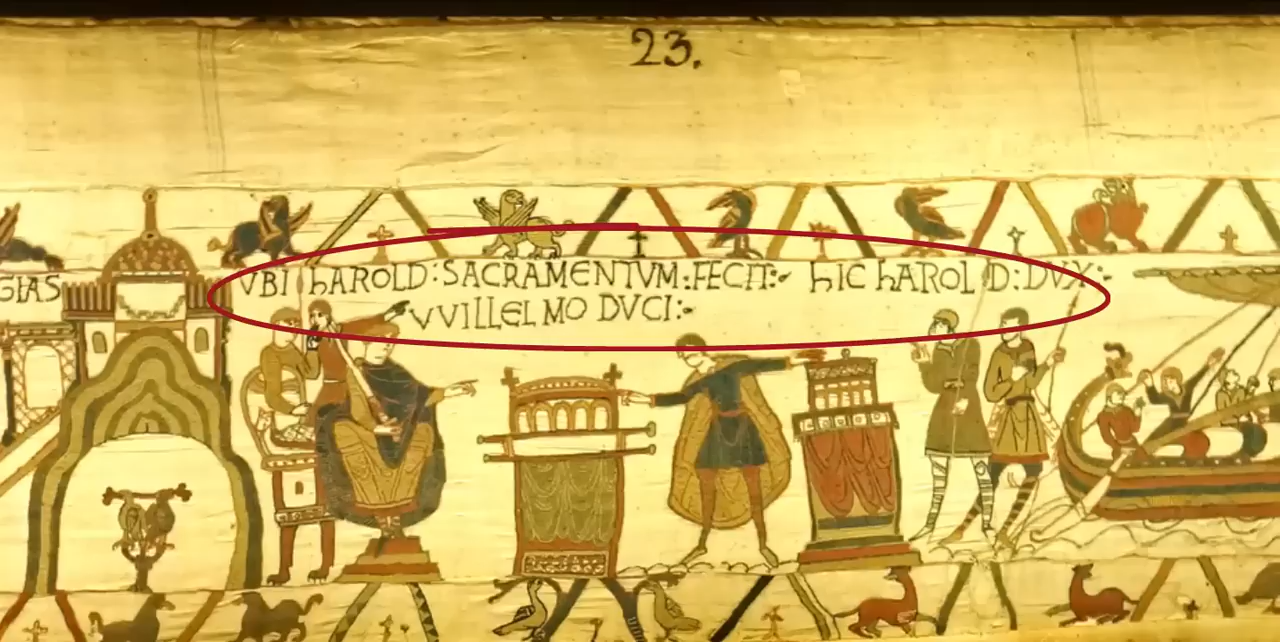 23.
GIAS
VBI hAROLD:SACRAMENTVM:FECIT:- hIC hAROLD:DVX:-
VVILLELMO DVCI:-